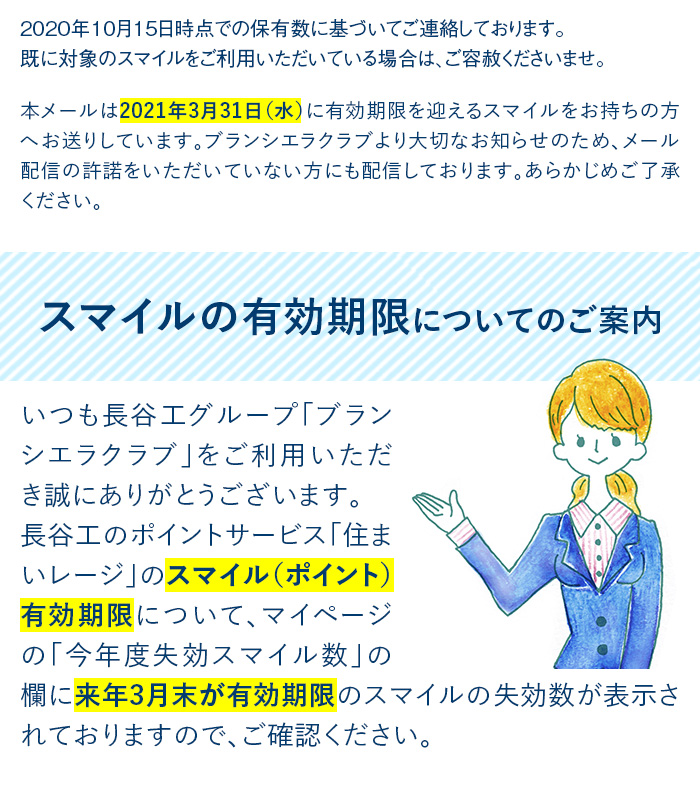 2020年10月15日時点での保有数に基づいてご連絡しております。
既に対象のスマイルをご利用いただいている場合は、ご容赦くださいませ。
本メールは2021年3月31日（水）に有効期限を迎えるスマイルをお持ちの方
へお送りしています。ブランシエラクラブより大切なお知らせのため、メール
配信の許諾をいただいていない方にも配信しております。あらかじめご了承
ください。
スマイルの有効期限についてのご案内
いつも長谷工グループ「ブラン
シエラクラブ」をご利用いただ
き誠にありがとうございます。
長谷工のポイントサービス「住ま
いレージ」のスマイル（ポイント）
有効期限について、マイページ
の「今年度失効スマイル数」の
欄に来年3月末が有効期限のスマイルの失効数が表示さ
れておりますので、ご確認ください。